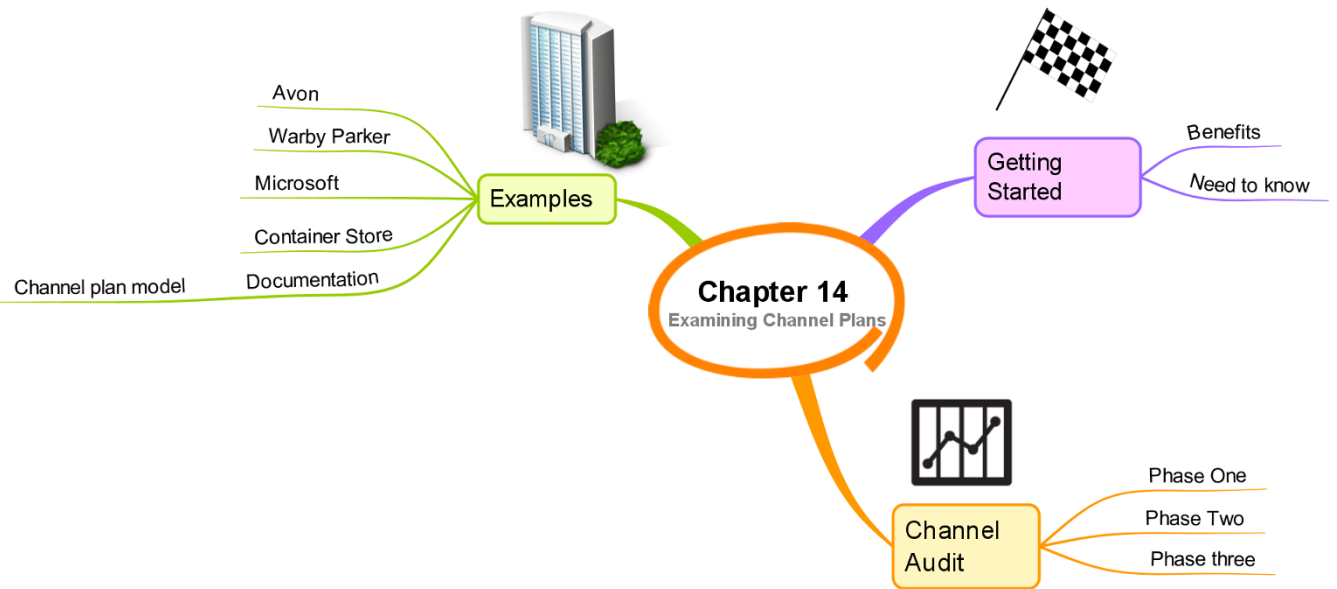 Chapter 14
Examining Channel Plans
Getting
Started
Benefits
Need to know
Channel
Audit
Phase One
Phase Two
Phase three
Examples
Avon
Warby Parker
Microsoft
Container Store
Documentation
Channel plan model